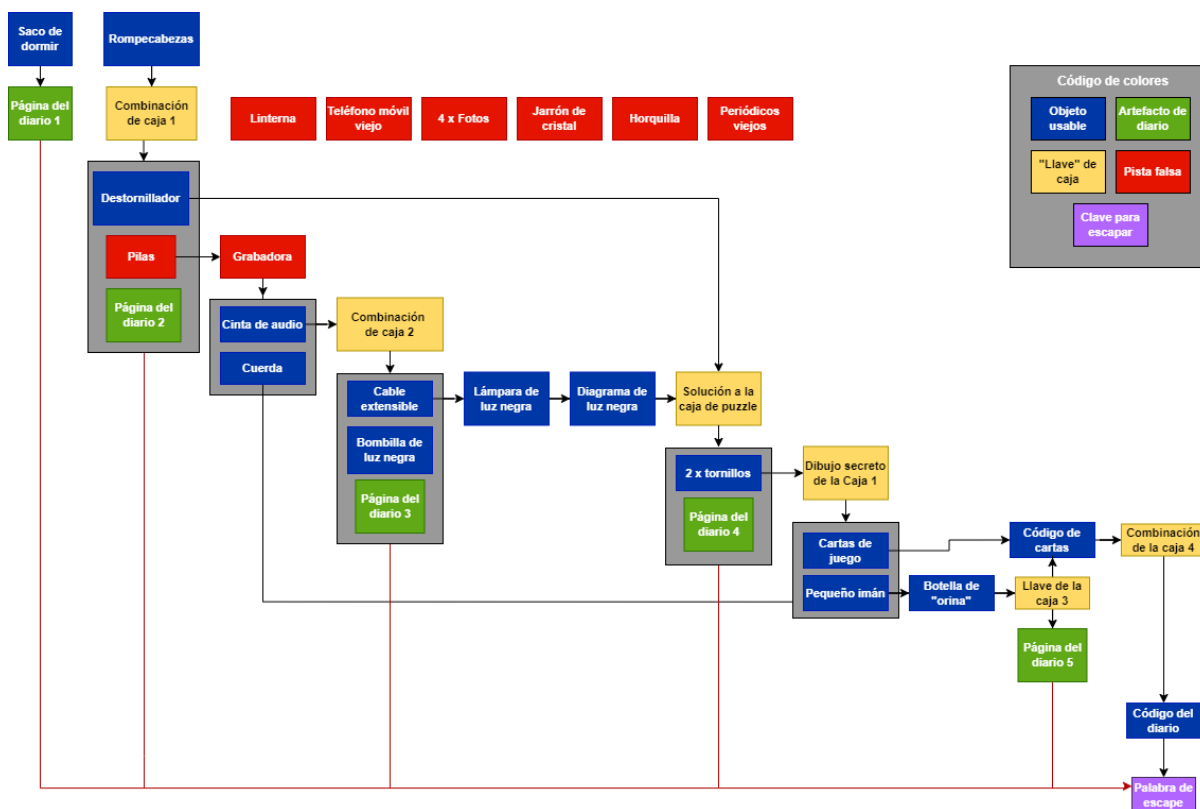 Saco de
dormir
Rompecabezas
Página del
diario 1
Combinación
de caja 1
Linterna
Teléfono móvil
viejo
4 x Fotos
Jarrón de
cristal
Horquilla
Periódicos
viejos
Código de colores
Objeto
usable
Artefacto de
diario
"Llave" de
caja
Pista falsa
Clave para
escapar
Destornillador
Pilas
Grabadora
Página del
diario 2
Cinta de audio
Cuerda
Combinación
de caja 2
Cable
extensible
Lámpara de
luz negra
Diagrama de
luz negra
Solución a la
caja de puzzle
Bombilla de
luz negra
Página del
diario 3
2 x tornillos
Página del
diario 4
Dibujo secreto
de la Caja 1
Cartas de
juego
Pequeño imán
Botella de
"orina"
Código de
cartas
Llave de la
caja 3
Combinación
de la caja 4
Página del
diario 5
Código del
diario
Palabra de
escape